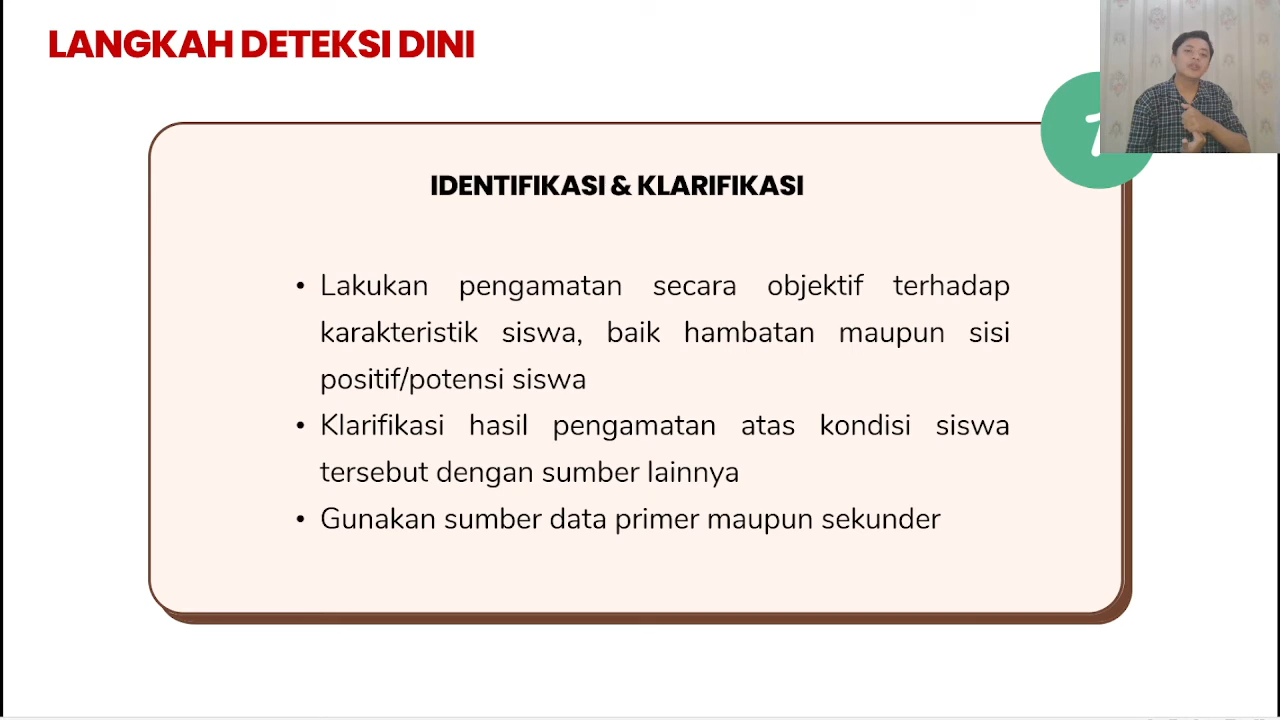 LANGKAH DETEKSI DINI
1
IDENTIFIKASI & KLARIFIKASI
• Lakukan pengamatan secara objektif terhadap
karakteristik siswa, baik hambatan maupun sisi
positif/potensi siswa
• Klarifikasi hasil pengamatan atas kondisi siswa
tersebut dengan sumber lainnya
• Gunakan sumber data primer maupun sekunder